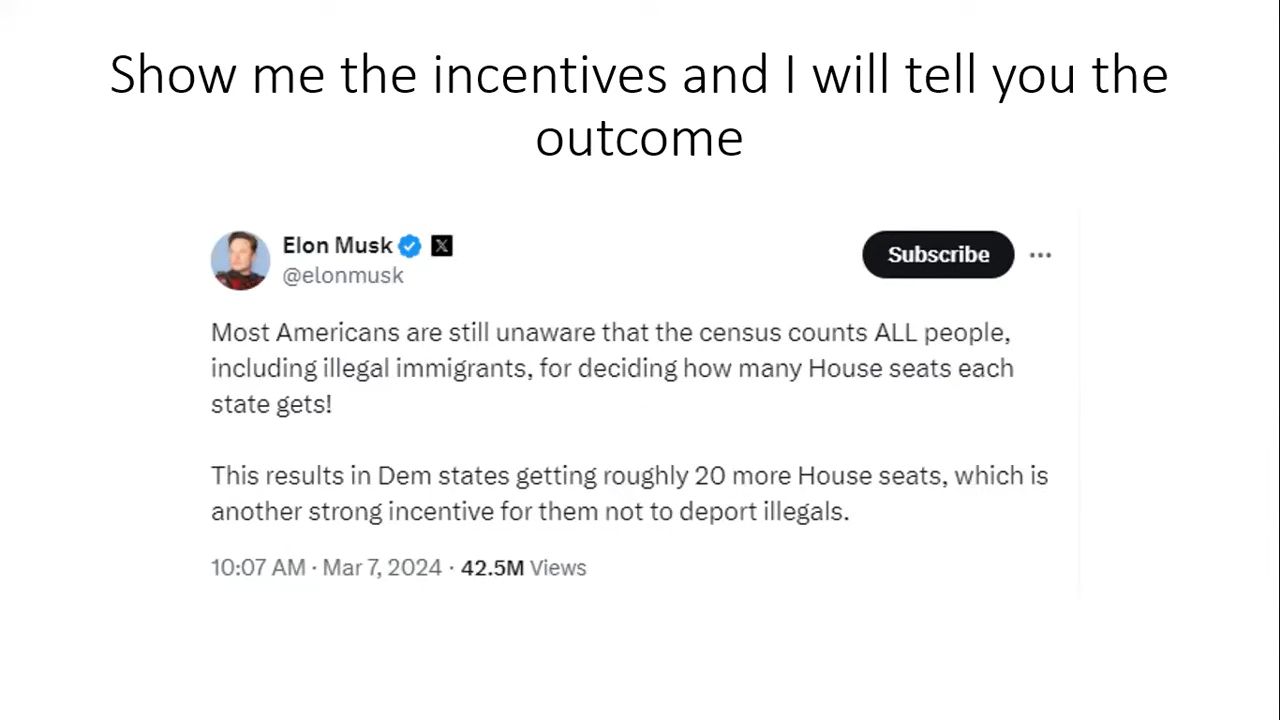 Show me the incentives and I will tell you the
outcome
Elon Musk
@elonmusk
Subscribe
Most Americans are still unaware that the census counts ALL people,
including illegal immigrants, for deciding how many House seats each
state gets!
This results in Dem states getting roughly 20 more House seats, which is
another strong incentive for them not to deport illegals.
10:07 AM · Mar 7, 2024 · 42.5M Views